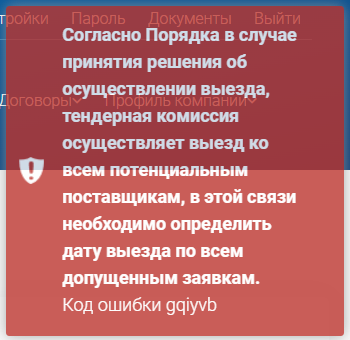 тройки Пароль Документы Выйти
Согласно Порядка в случае
принятия решения об
осуществлении выезда,
Договоры Профиль компании
тендерная комиссия
осуществляет выезд ко
всем потенциальным
поставщикам, в этой связи
необходимо определить
дату выезда по всем
допущенным заявкам.
Код ошибки gqiyvb